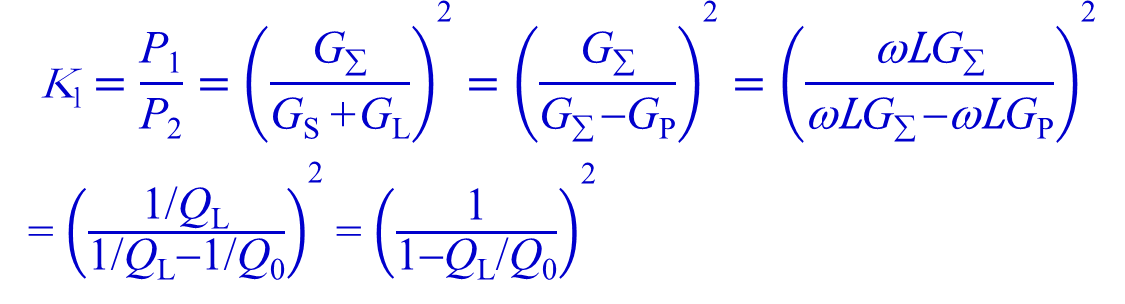 K_l = P_1/P_2 = (G_Σ/(G_S + G_L))^2 = (G_Σ/(G_Σ − G_P))^2 = (ωLG_Σ/(ωLG_Σ − ωLG_P))^2
= ((1/Q_L)/(1/Q_L − 1/Q_0))^2 = (1/(1 − Q_L/Q_0))^2